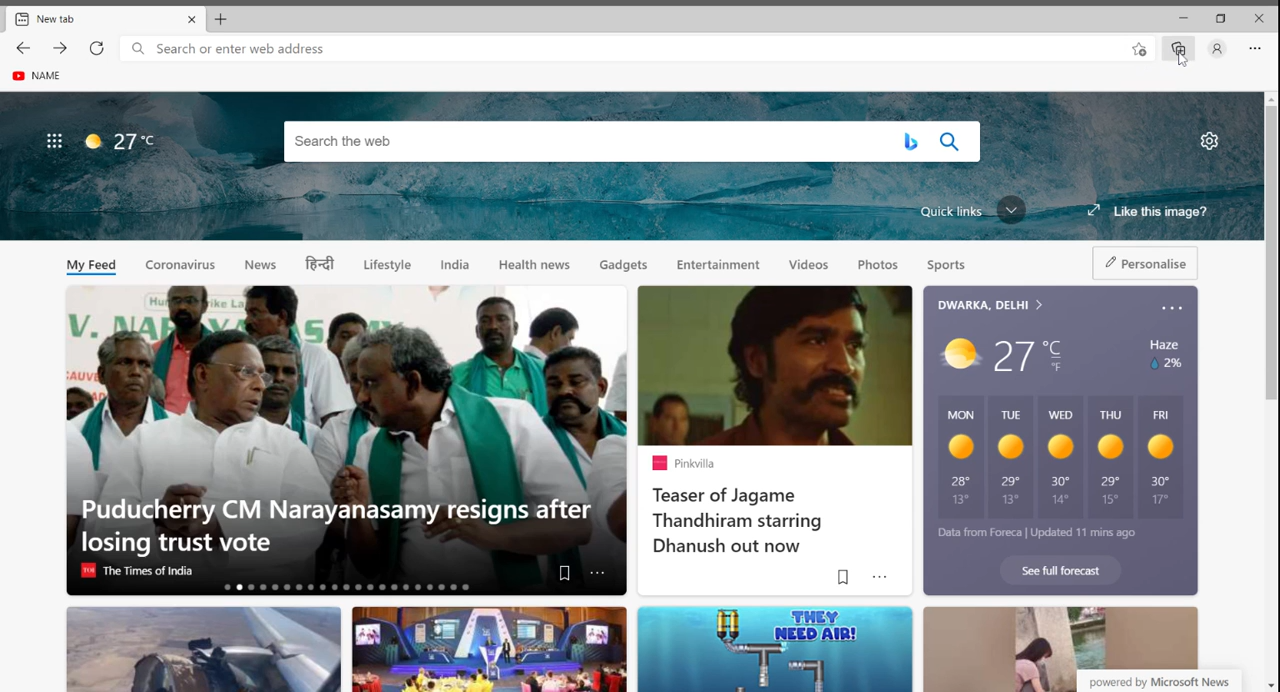 New tab
Search or enter web address
NAME
27 °C
Search the web
Quick links
Like this image?
My Feed Coronavirus News हिन्दी Lifestyle India Health news Gadgets Entertainment Videos Photos Sports
Personalise
V. NARAYANASAMY
Puducherry CM Narayanasamy resigns after
losing trust vote
TOI The Times of India
Pinkvilla
Teaser of Jagame
Thandhiram starring
Dhanush out now
DWARKA, DELHI
27 °C
°F
Haze
2%
MON TUE WED THU FRI
28° 29° 30° 29° 30°
13° 13° 14° 15° 17°
Data from Foreca | Updated 11 mins ago
See full forecast
THEY
NEED AIR!
powered by Microsoft News